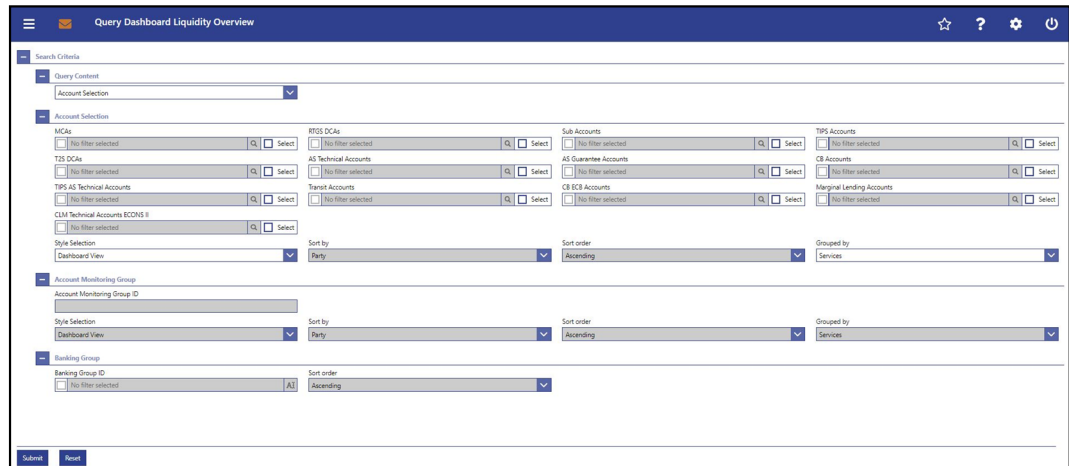 Query Dashboard Liquidity Overview
Search Criteria
Query Content
Account Selection
Account Selection
MCAs RTGS DCAs Sub Accounts TIPS Accounts
No filter selected Select No filter selected Select No filter selected Select No filter selected Select
T2S DCAs AS Technical Accounts AS Guarantee Accounts CB Accounts
No filter selected Select No filter selected Select No filter selected Select No filter selected Select
TIPS AS Technical Accounts Transit Accounts CB ECB Accounts Marginal Lending Accounts
No filter selected Select No filter selected Select No filter selected Select No filter selected Select
CLM Technical Accounts ECONS II
No filter selected Select
Style Selection Sort by Sort order Grouped by
Dashboard View Party Ascending Services
Account Monitoring Group
Account Monitoring Group ID
Style Selection Sort by Sort order Grouped by
Dashboard View Party Ascending Services
Banking Group
Banking Group ID Sort order
No filter selected AI Ascending
Submit Reset